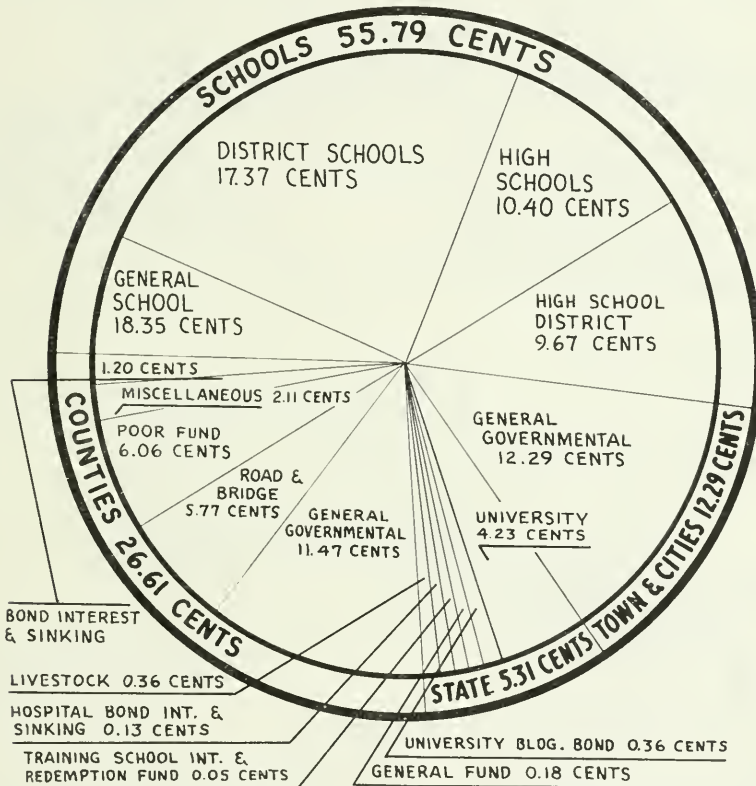 SCHOOLS 55.79 CENTS
DISTRICT SCHOOLS
17.37 CENTS
HIGH
SCHOOLS
10.40 CENTS
GENERAL
SCHOOL
18.35 CENTS
HIGH SCHOOL
DISTRICT
9.67 CENTS
1.20 CENTS
MISCELLANEOUS 2.11 CENTS
POOR FUND
6.06 CENTS
ROAD &
BRIDGE
5.77 CENTS
GENERAL
GOVERNMENTAL
11.47 CENTS
GENERAL
GOVERNMENTAL
12.29 CENTS
UNIVERSITY
4.23 CENTS
COUNTIES 26.61 CENTS
STATE 5.31 CENTS
TOWN & CITIES 12.29 CENTS
BOND INTEREST
& SINKING
LIVESTOCK 0.36 CENTS
HOSPITAL BOND INT. &
SINKING 0.13 CENTS
TRAINING SCHOOL INT. &
REDEMPTION FUND 0.05 CENTS
UNIVERSITY BLDG. BOND 0.36 CENTS
GENERAL FUND 0.18 CENTS